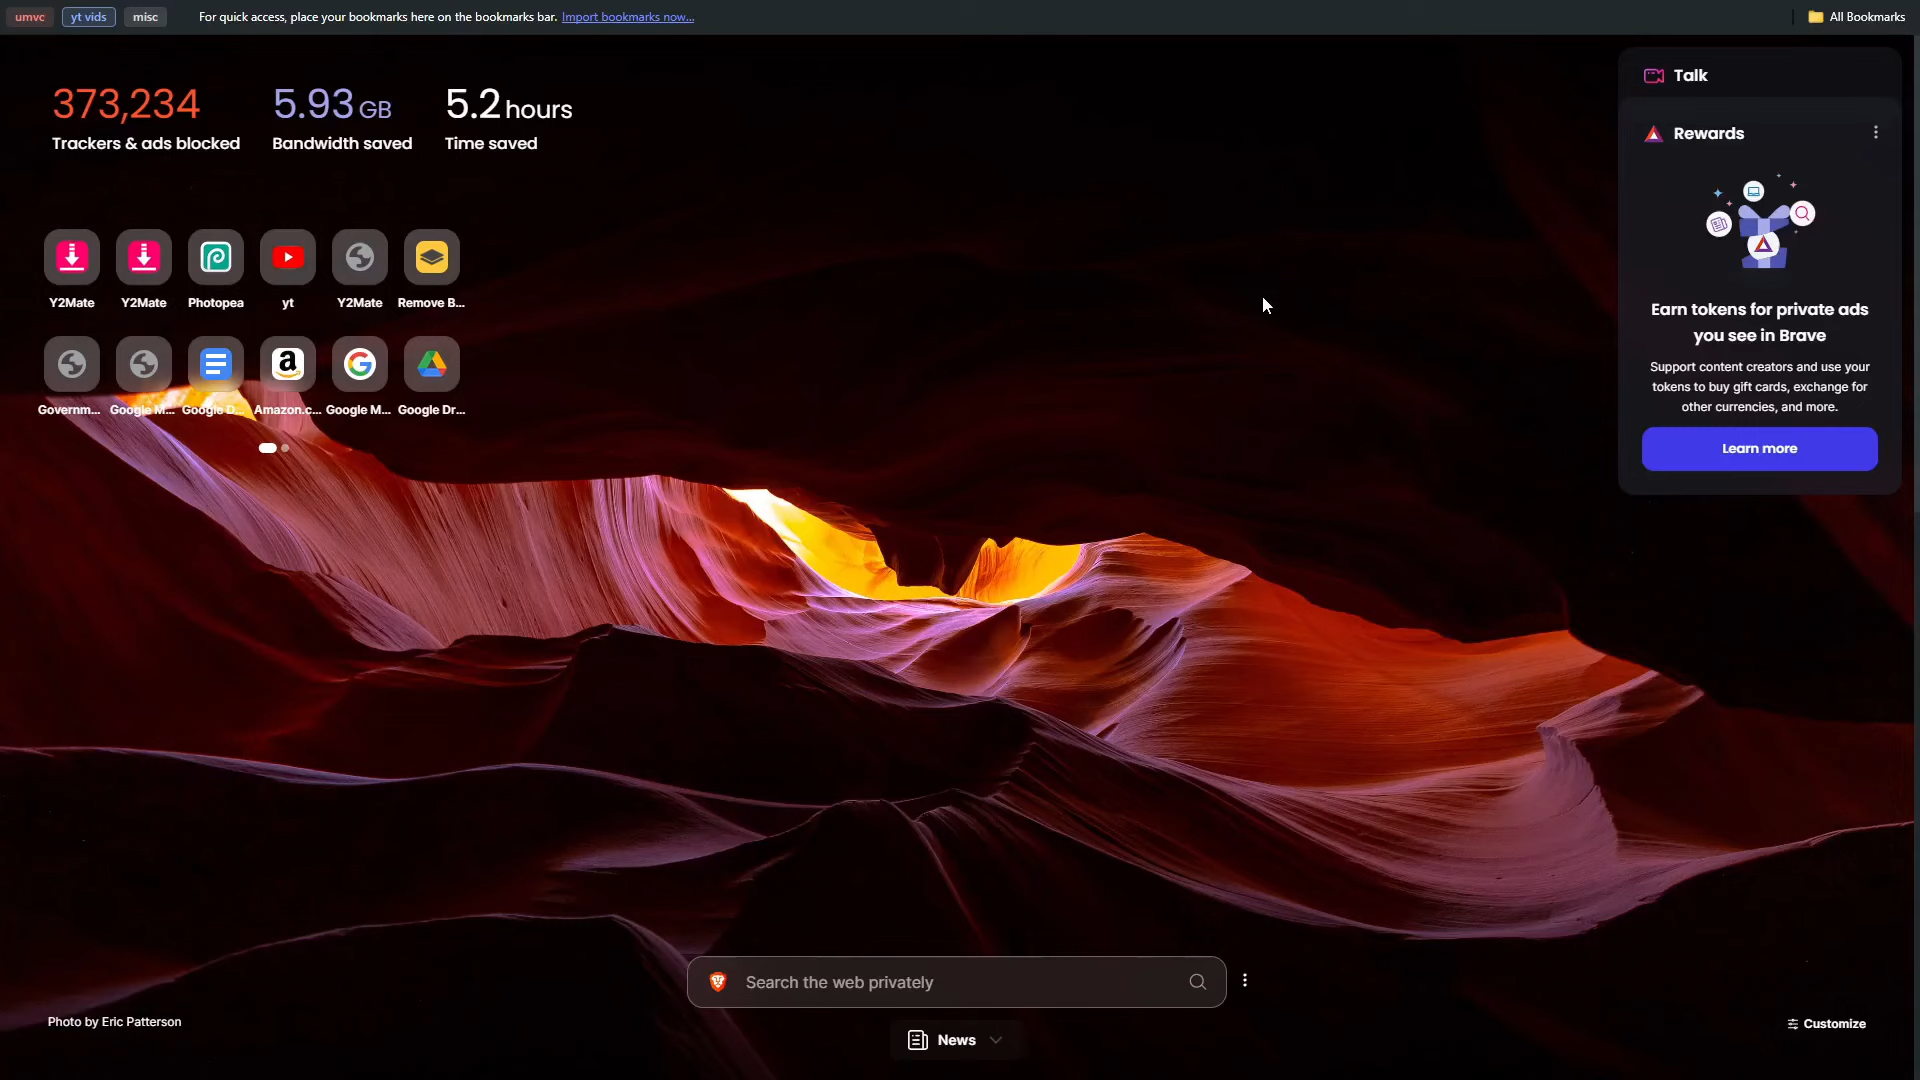 umvc
yt vids
misc
For quick access, place your bookmarks here on the bookmarks bar. Import bookmarks now...
All Bookmarks
373,234
Trackers & ads blocked
5.93 GB
Bandwidth saved
5.2 hours
Time saved
Y2Mate
Y2Mate
Photopea
yt
Y2Mate
Remove B...
Governm...
Google M...
Google D...
Amazon.c...
Google M...
Google Dr...
Talk
Rewards
Earn tokens for private ads
you see in Brave
Support content creators and use your
tokens to buy gift cards, exchange for
other currencies, and more.
Learn more
Search the web privately
News
Photo by Eric Patterson
Customize